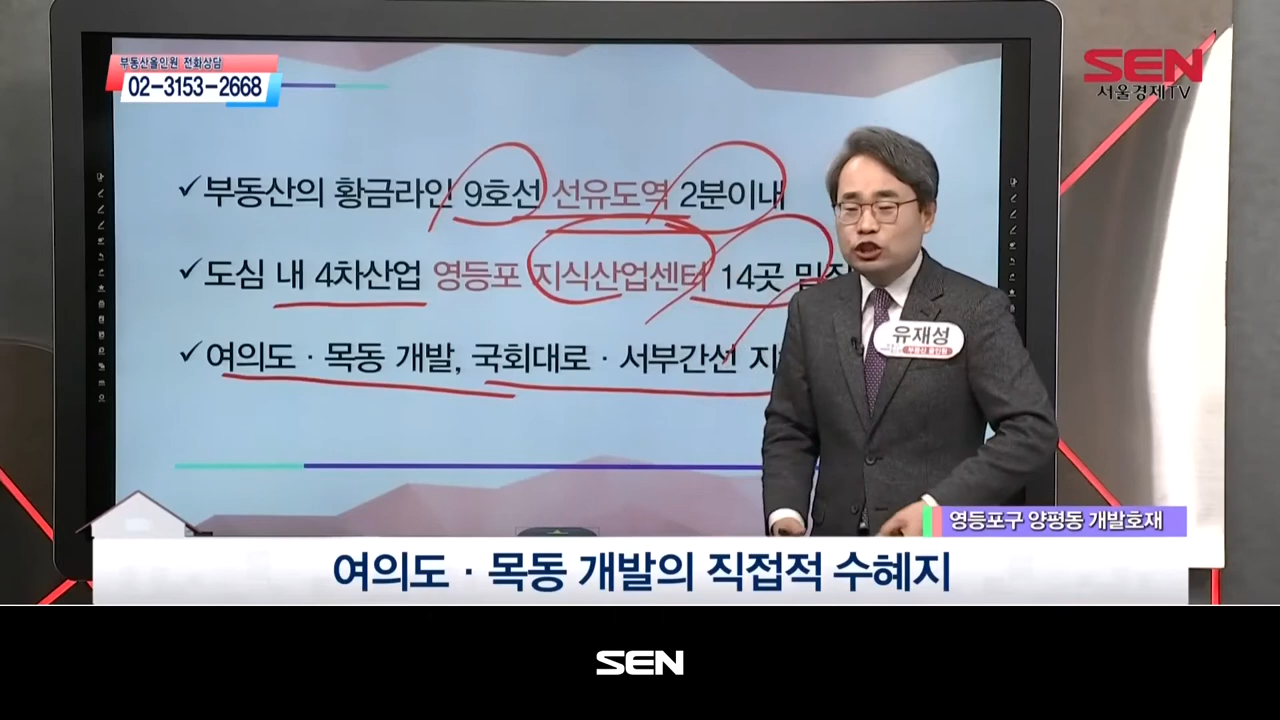 부동산올인원 전화상담
02-3153-2668
SEN
서울경제TV
✓부동산의 황금라인 9호선 선유도역 2분이내
✓도심 내 4차산업 영등포 지식산업센터 14곳
✓여의도 · 목동 개발, 국회대로 · 서부간선
유재성
영등포구 양평동 개발호재
여의도 · 목동 개발의 직접적 수혜지
SEN